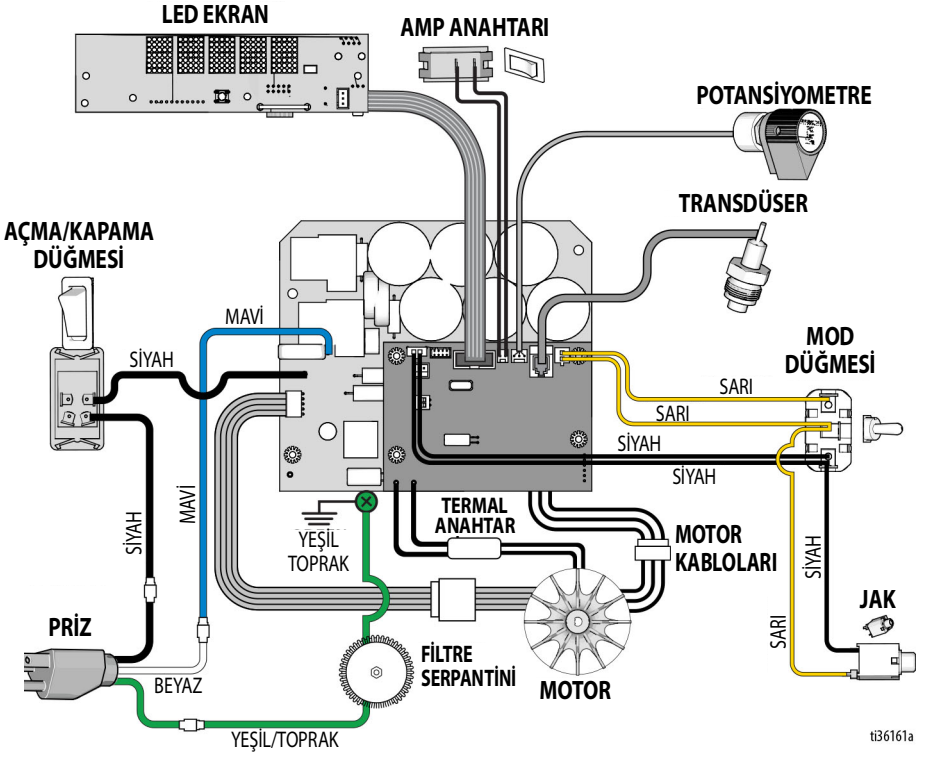 LED EKRAN
AMP ANAHTARI
POTANSİYOMETRE
TRANSDÜSER
AÇMA/KAPAMA
DÜĞMESİ
MAVİ
SİYAH
MOD
DÜĞMESİ
SARI
SARI
SİYAH
SİYAH
MAVİ
SİYAH
YEŞİL
TOPRAK
TERMAL
ANAHTAR
MOTOR
KABLOLARI
SİYAH
SARI
JAK
PRİZ
BEYAZ
FİLTRE
SERPANTİNİ
MOTOR
YEŞİL/TOPRAK
ti36161a